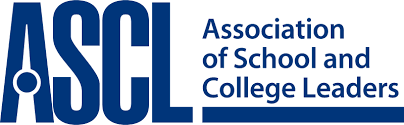 ASCL
Association
of School and
College Leaders